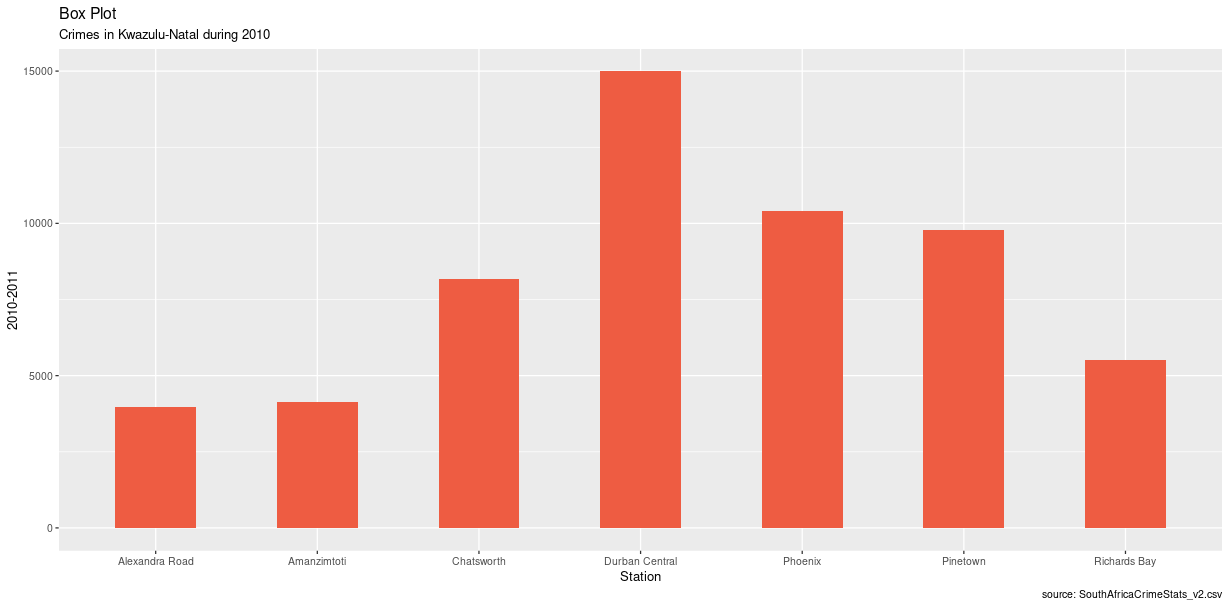 Box Plot
Crimes in Kwazulu-Natal during 2010
15000
10000
5000
0
2010-2011
Alexandra Road Amanzimtoti Chatsworth Durban Central Phoenix Pinetown Richards Bay
Station
source: SouthAfricaCrimeStats_v2.csv